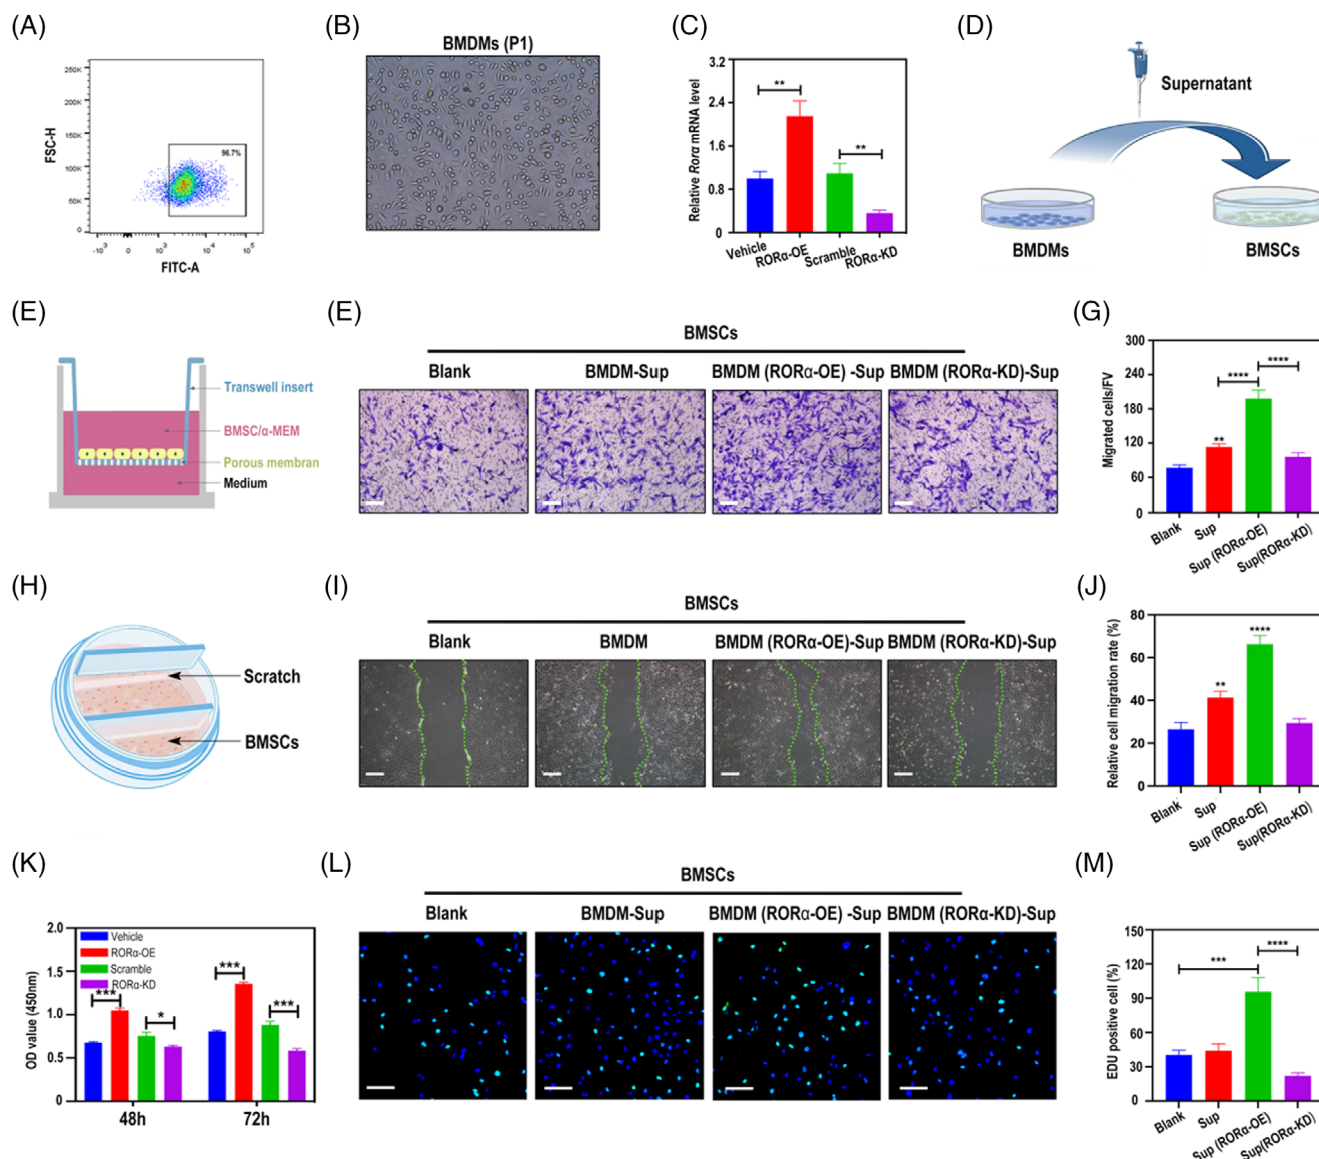 (A)
250K
200K
150K
100K
50K
0
FSC-H
96.7%
-10³
0
10³
10⁴
10⁵
FITC-A
(B)
BMDMs (P1)
(C)
Relative Rorα mRNA level
3.2
2.4
1.6
0.8
0.0
**
**
Vehicle
RORα-OE
Scramble
RORα-KD
(D)
Supernatant
BMDMs
BMSCs
(E)
Transwell insert
BMSC/α-MEM
Porous membran
Medium
(E)
BMSCs
Blank
BMDM-Sup
BMDM (RORα-OE) -Sup
BMDM (RORα-KD)-Sup
(G)
Migrated cells/FV
300
240
180
120
60
0
**
****
****
Blank
Sup
Sup (RORα-OE)
Sup(RORα-KD)
(H)
Scratch
BMSCs
(I)
BMSCs
Blank
BMDM
BMDM (RORα-OE)-Sup
BMDM (RORα-KD)-Sup
(J)
Relative cell migration rate (%)
80
60
40
20
0
**
****
Blank
Sup
Sup (RORα-OE)
Sup(RORα-KD)
(K)
OD value (450nm)
2.0
1.5
1.0
0.5
0
Vehicle
RORα-OE
Scramble
RORα-KD
***
*
***
***
48h
72h
(L)
BMSCs
Blank
BMDM-Sup
BMDM (RORα-OE) -Sup
BMDM (RORα-KD)-Sup
(M)
EDU positive cell (%)
150
120
90
60
30
0
***
****
Blank
Sup
Sup (RORα-OE)
Sup(RORα-KD)